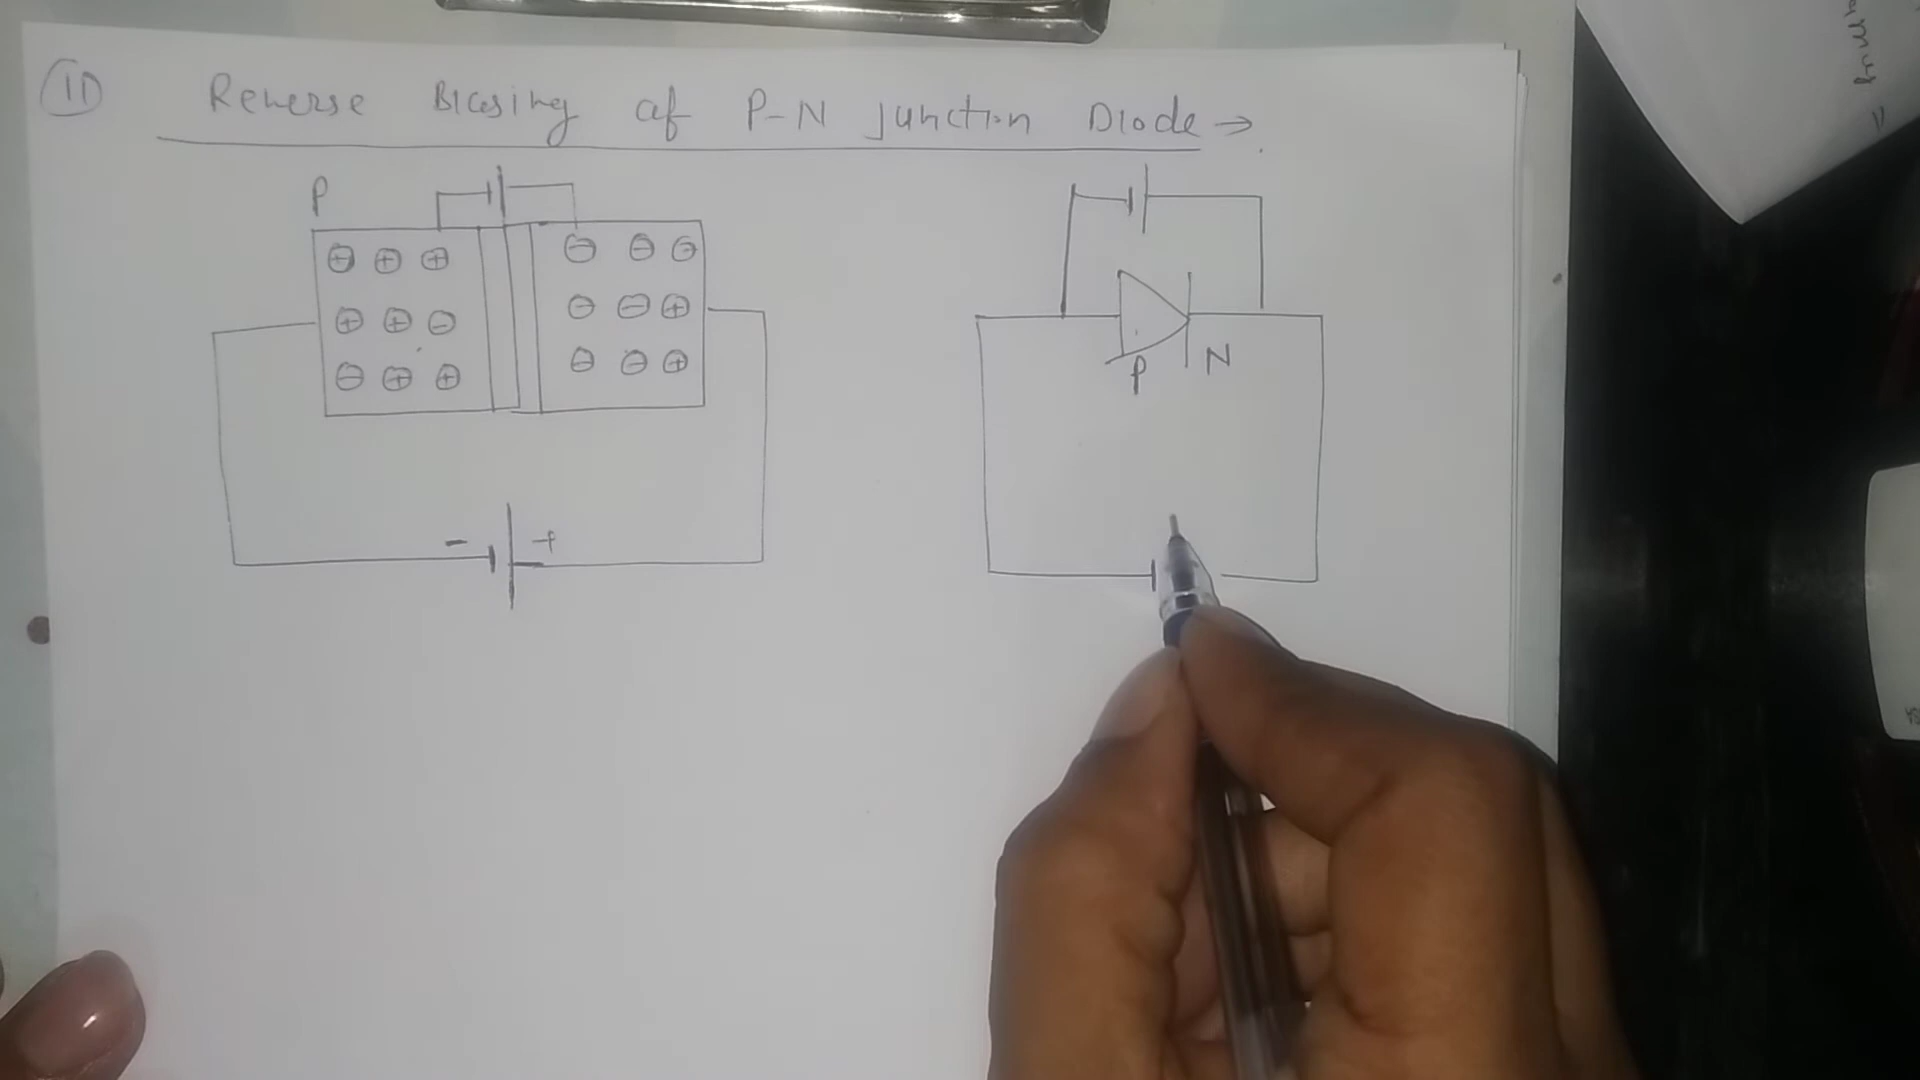 11 Reverse Biasing of P-N junction Diode →
P
⊕ ⊕ ⊕ ⊖ ⊖ ⊖
⊕ ⊕ ⊖ ⊖ ⊖ ⊕
⊖ ⊕ ⊕ ⊖ ⊖ ⊕
P N
- +